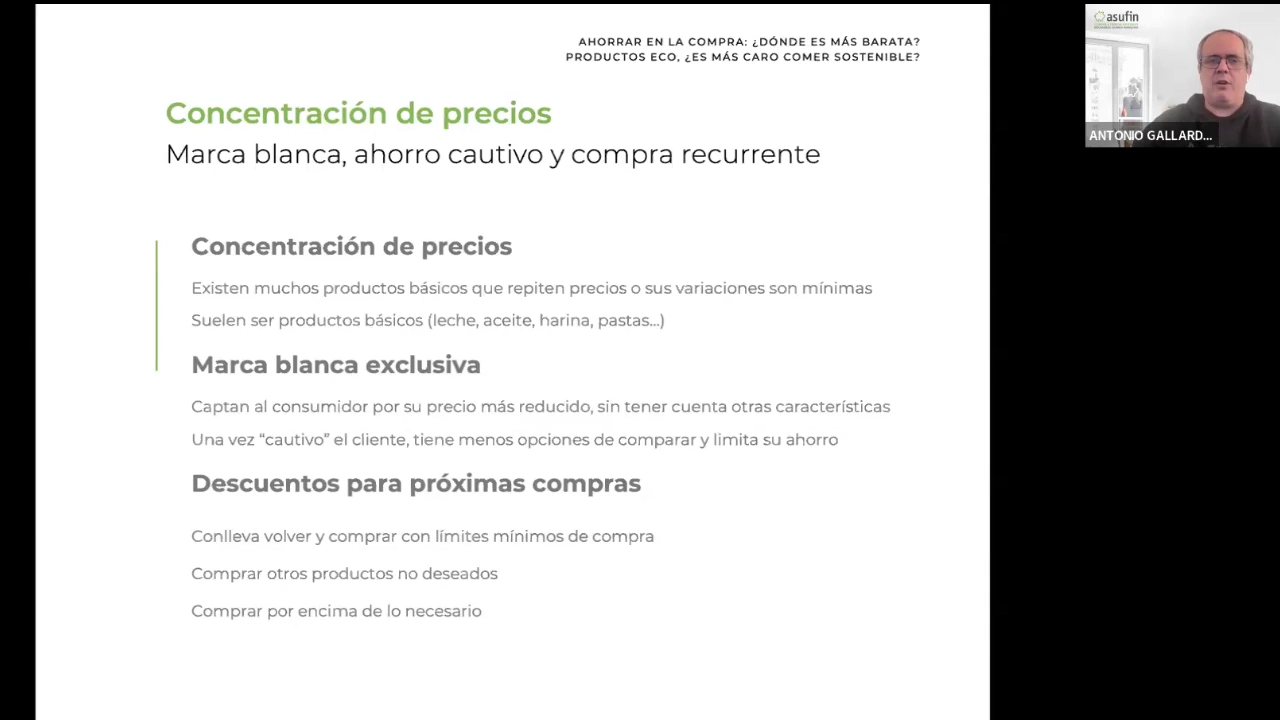 AHORRAR EN LA COMPRA: ¿DÓNDE ES MÁS BARATA?
PRODUCTOS ECO, ¿ES MÁS CARO COMER SOSTENIBLE?
Concentración de precios
Marca blanca, ahorro cautivo y compra recurrente
Concentración de precios
Existen muchos productos básicos que repiten precios o sus variaciones son mínimas
Suelen ser productos básicos (leche, aceite, harina, pastas...)
Marca blanca exclusiva
Captan al consumidor por su precio más reducido, sin tener cuenta otras características
Una vez “cautivo” el cliente, tiene menos opciones de comparar y limita su ahorro
Descuentos para próximas compras
Conlleva volver y comprar con límites mínimos de compra
Comprar otros productos no deseados
Comprar por encima de lo necesario
asufin
ANTONIO GALLARD...